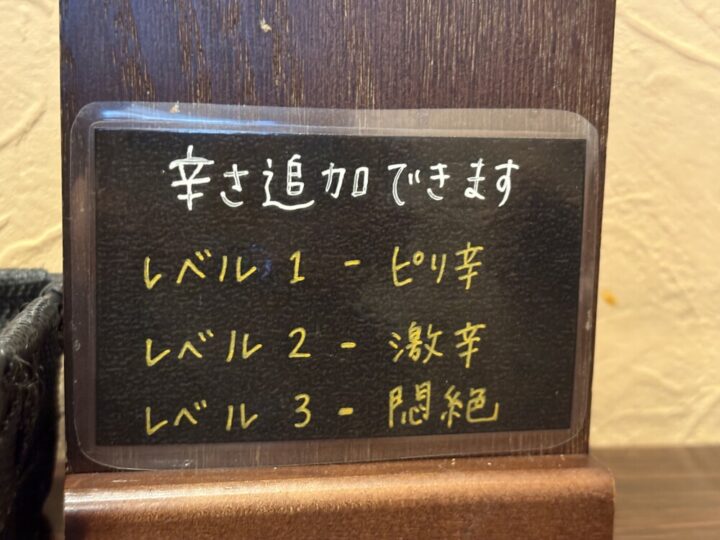 辛さ追加できます
レベル 1 - ピリ辛
レベル 2 - 激辛
レベル 3 - 悶絶